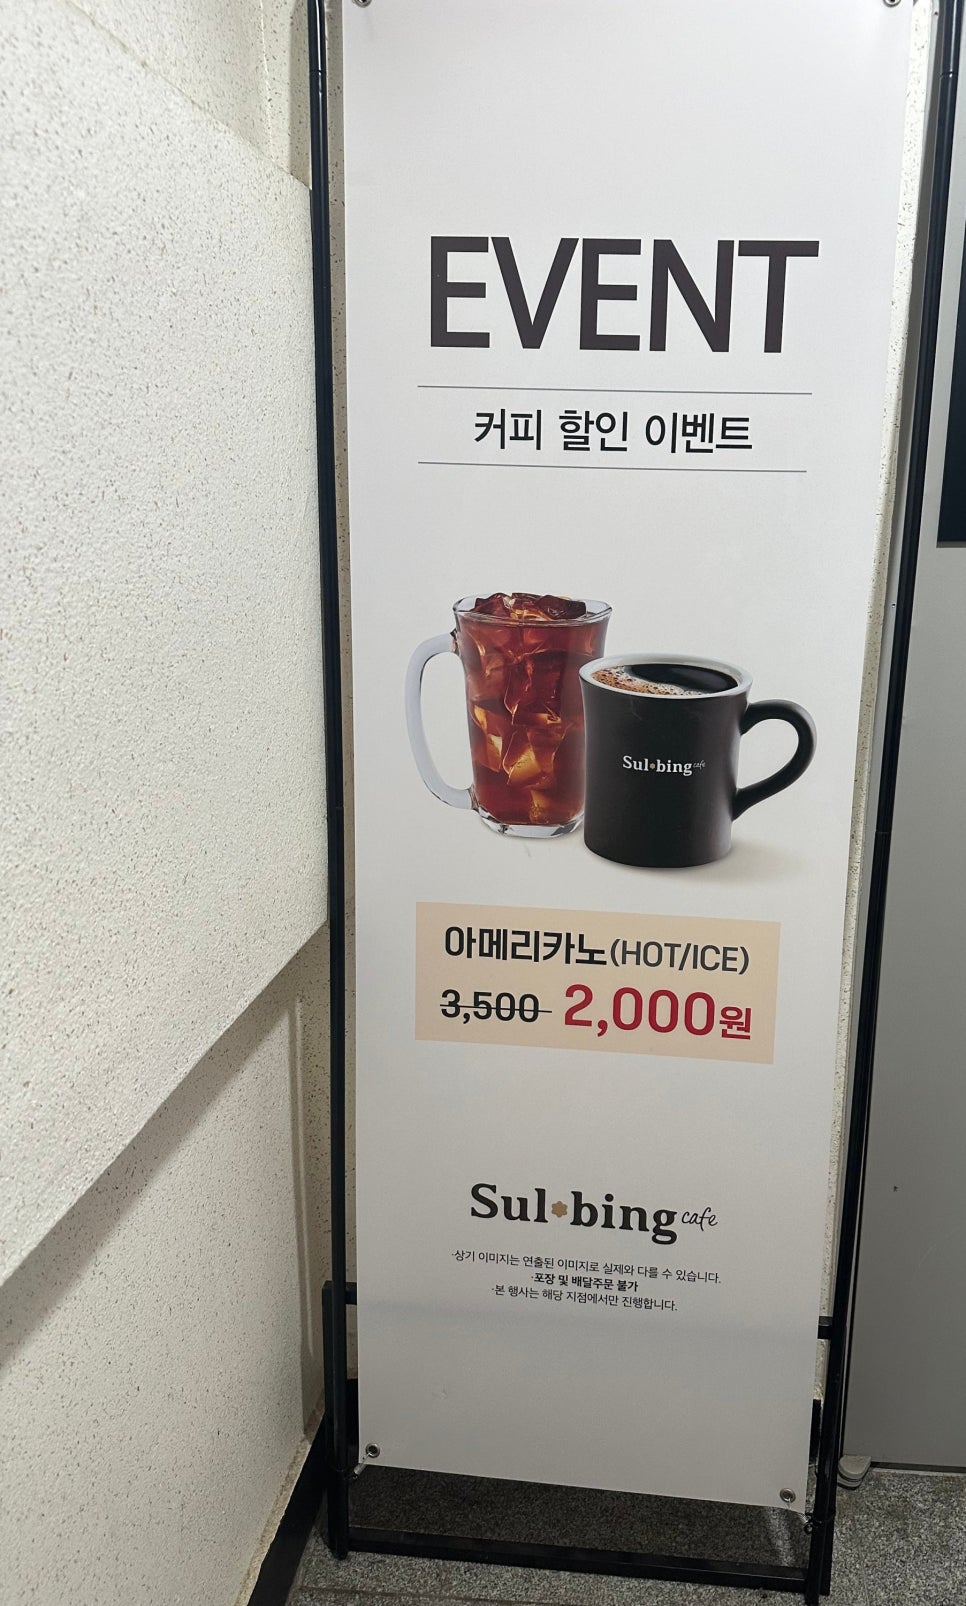 EVENT
커피 할인 이벤트
Sul bing cafe
아메리카노(HOT/ICE)
3,500 2,000원
Sul bing cafe
·상기 이미지는 연출된 이미지로 실제와 다를 수 있습니다.
·포장 및 배달주문 불가
·본 행사는 해당 지점에서만 진행합니다.